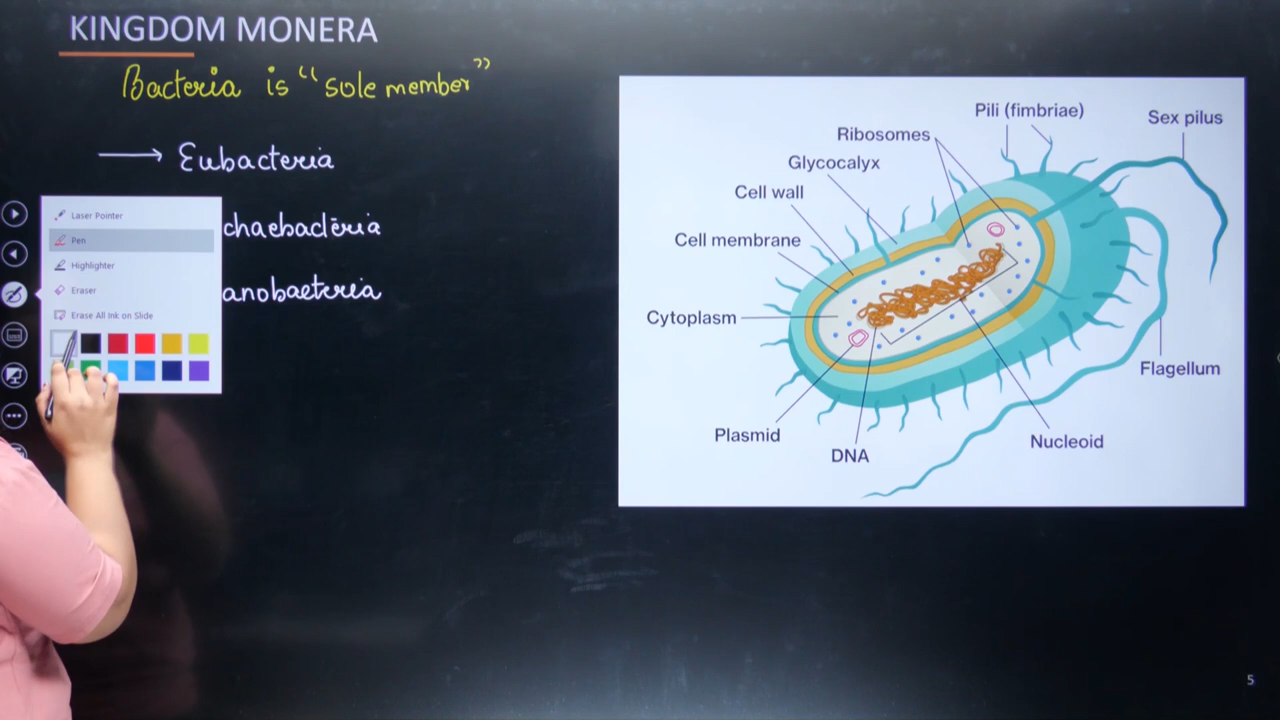 KINGDOM MONERA
Bacteria is "sole member"
→ Eubacteria
chaebacteria
anobacteria
Laser Pointer
Pen
Highlighter
Eraser
Erase All Ink on Slide
Pili (fimbriae)
Sex pilus
Ribosomes
Glycocalyx
Cell wall
Cell membrane
Cytoplasm
Flagellum
Plasmid
DNA
Nucleoid
5